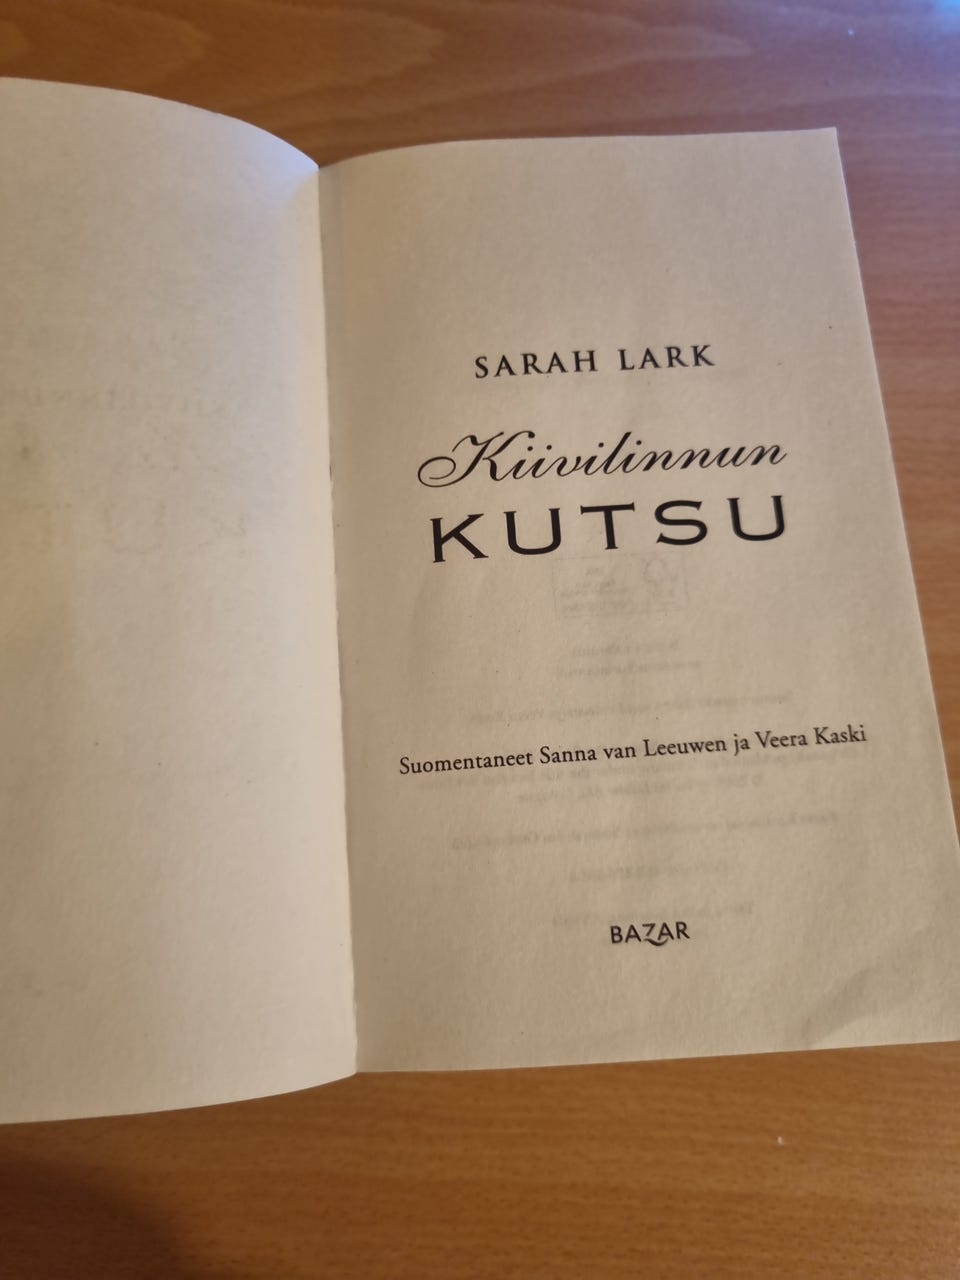 SARAH LARK
Kiivilinnun
KUTSU
Suomentaneet Sanna van Leeuwen ja Veera Kaski
BAZAR